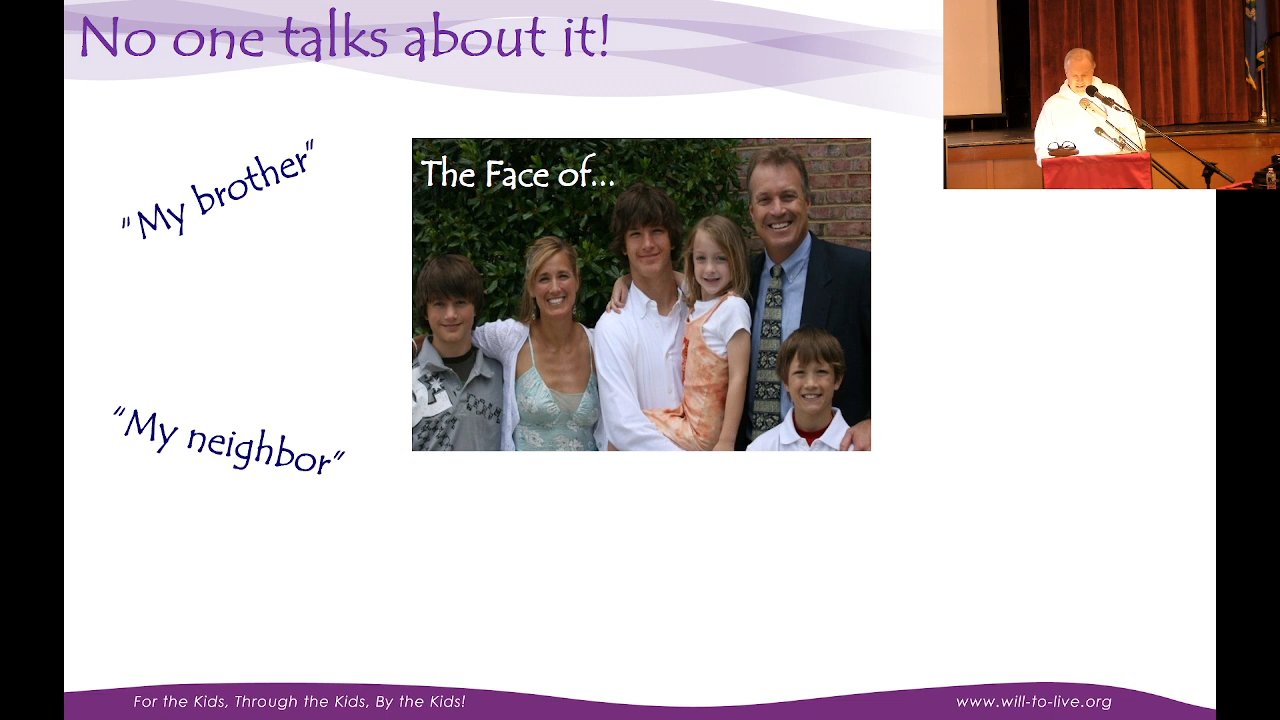 No one talks about it!
"My brother"
The Face of...
"My neighbor"
For the Kids, Through the Kids, By the Kids!
www.will-to-live.org